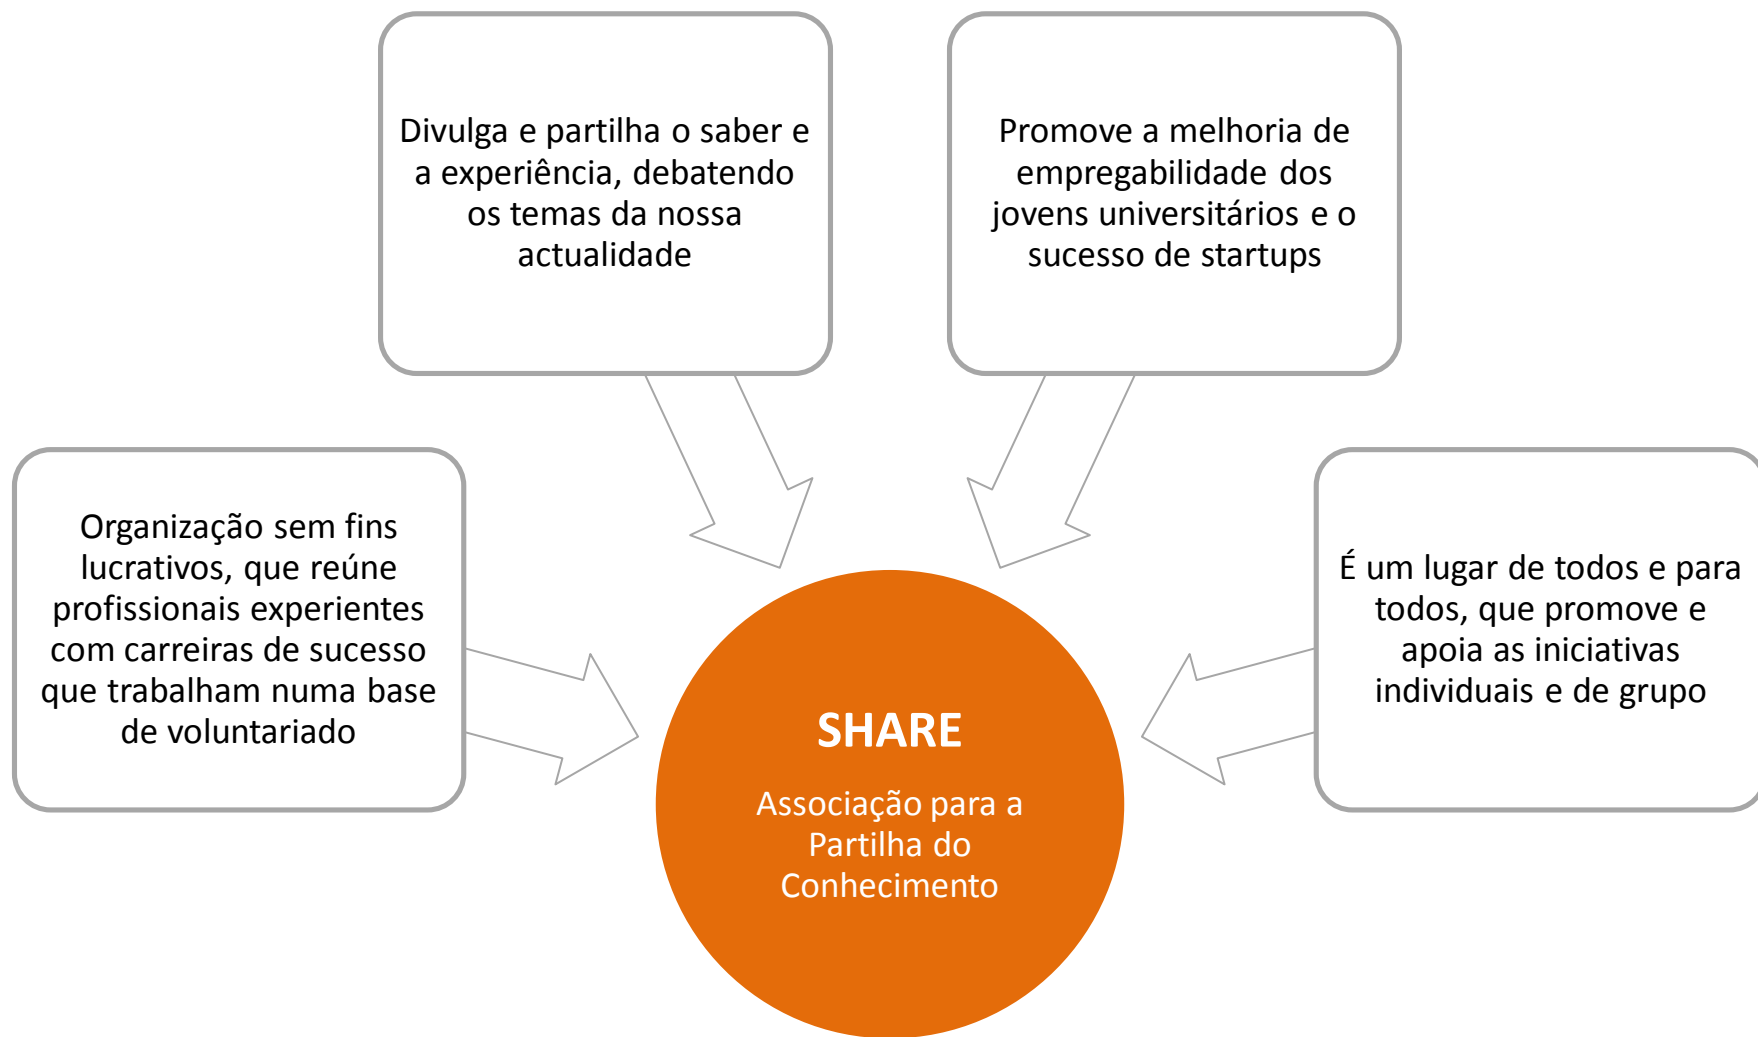 Divulga e partilha o saber e
a experiência, debatendo
os temas da nossa
actualidade
Promove a melhoria de
empregabilidade dos
jovens universitários e o
sucesso de startups
Organização sem fins
lucrativos, que reúne
profissionais experientes
com carreiras de sucesso
que trabalham numa base
de voluntariado
É um lugar de todos e para
todos, que promove e
apoia as iniciativas
individuais e de grupo
SHARE
Associação para a
Partilha do
Conhecimento